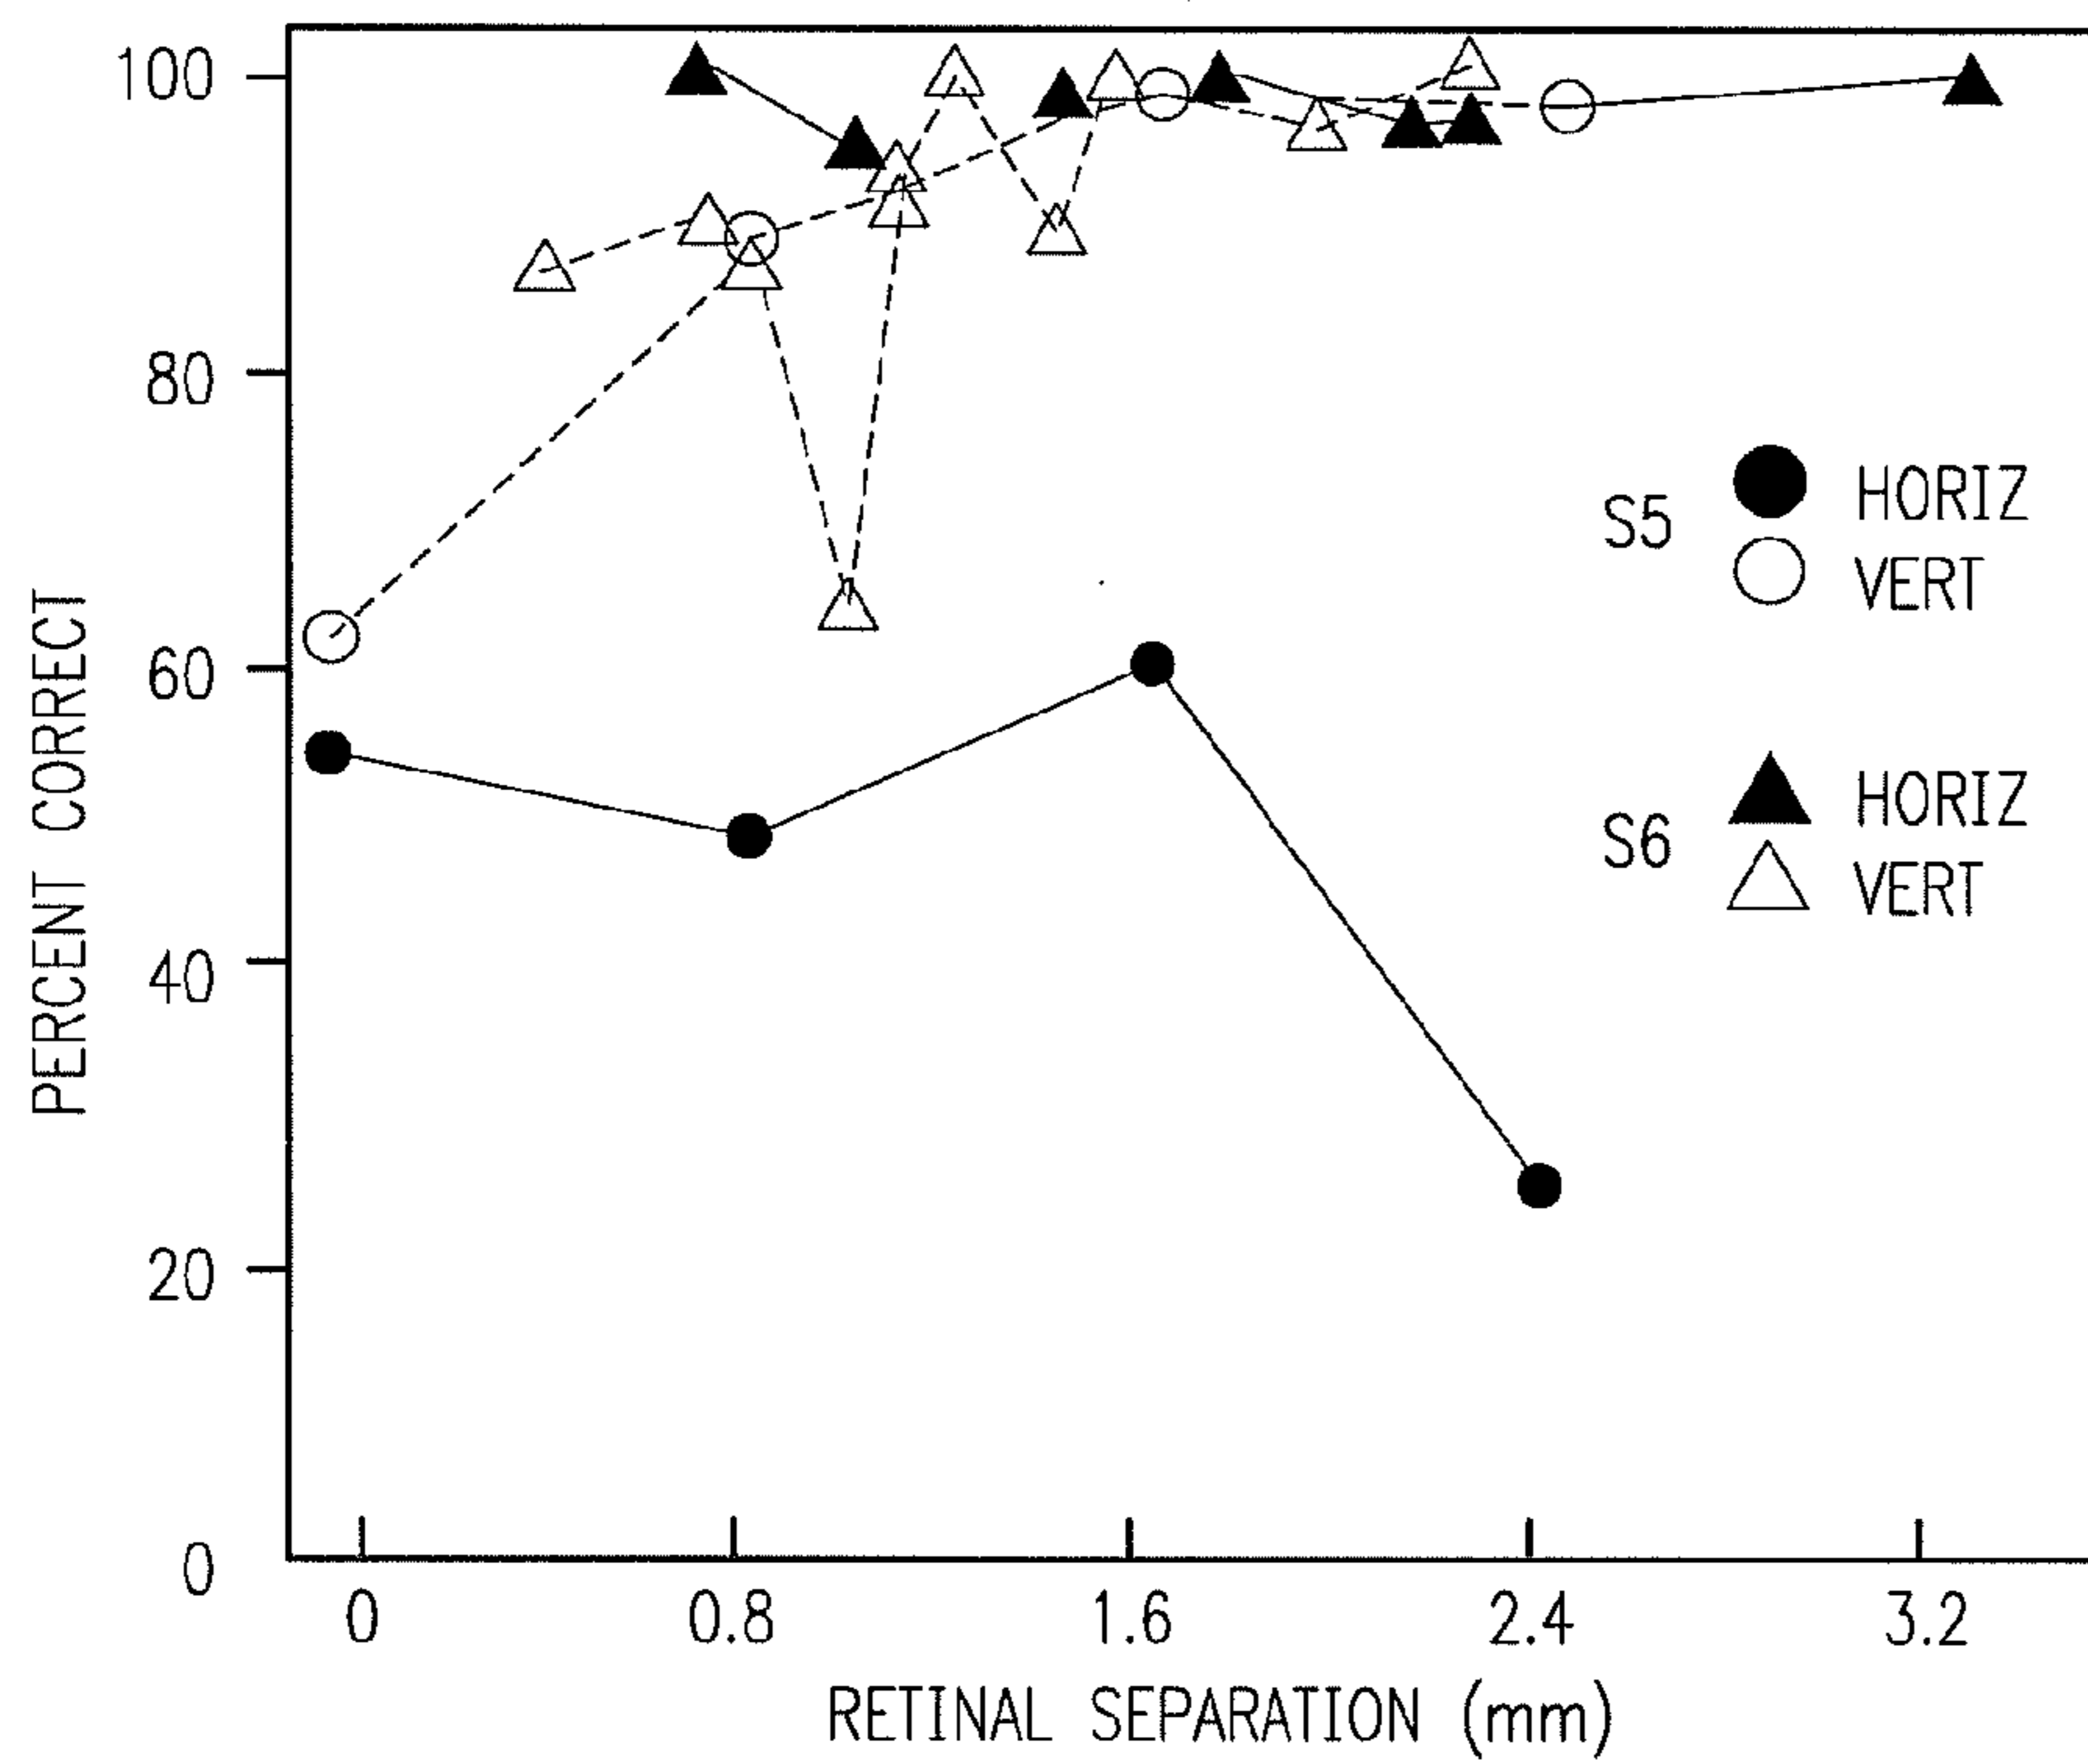 100
80
60
40
20
0
PERCENT CORRECT
S5
HORIZ
VERT
S6
HORIZ
VERT
0 0.8 1.6 2.4 3.2
RETINAL SEPARATION (mm)